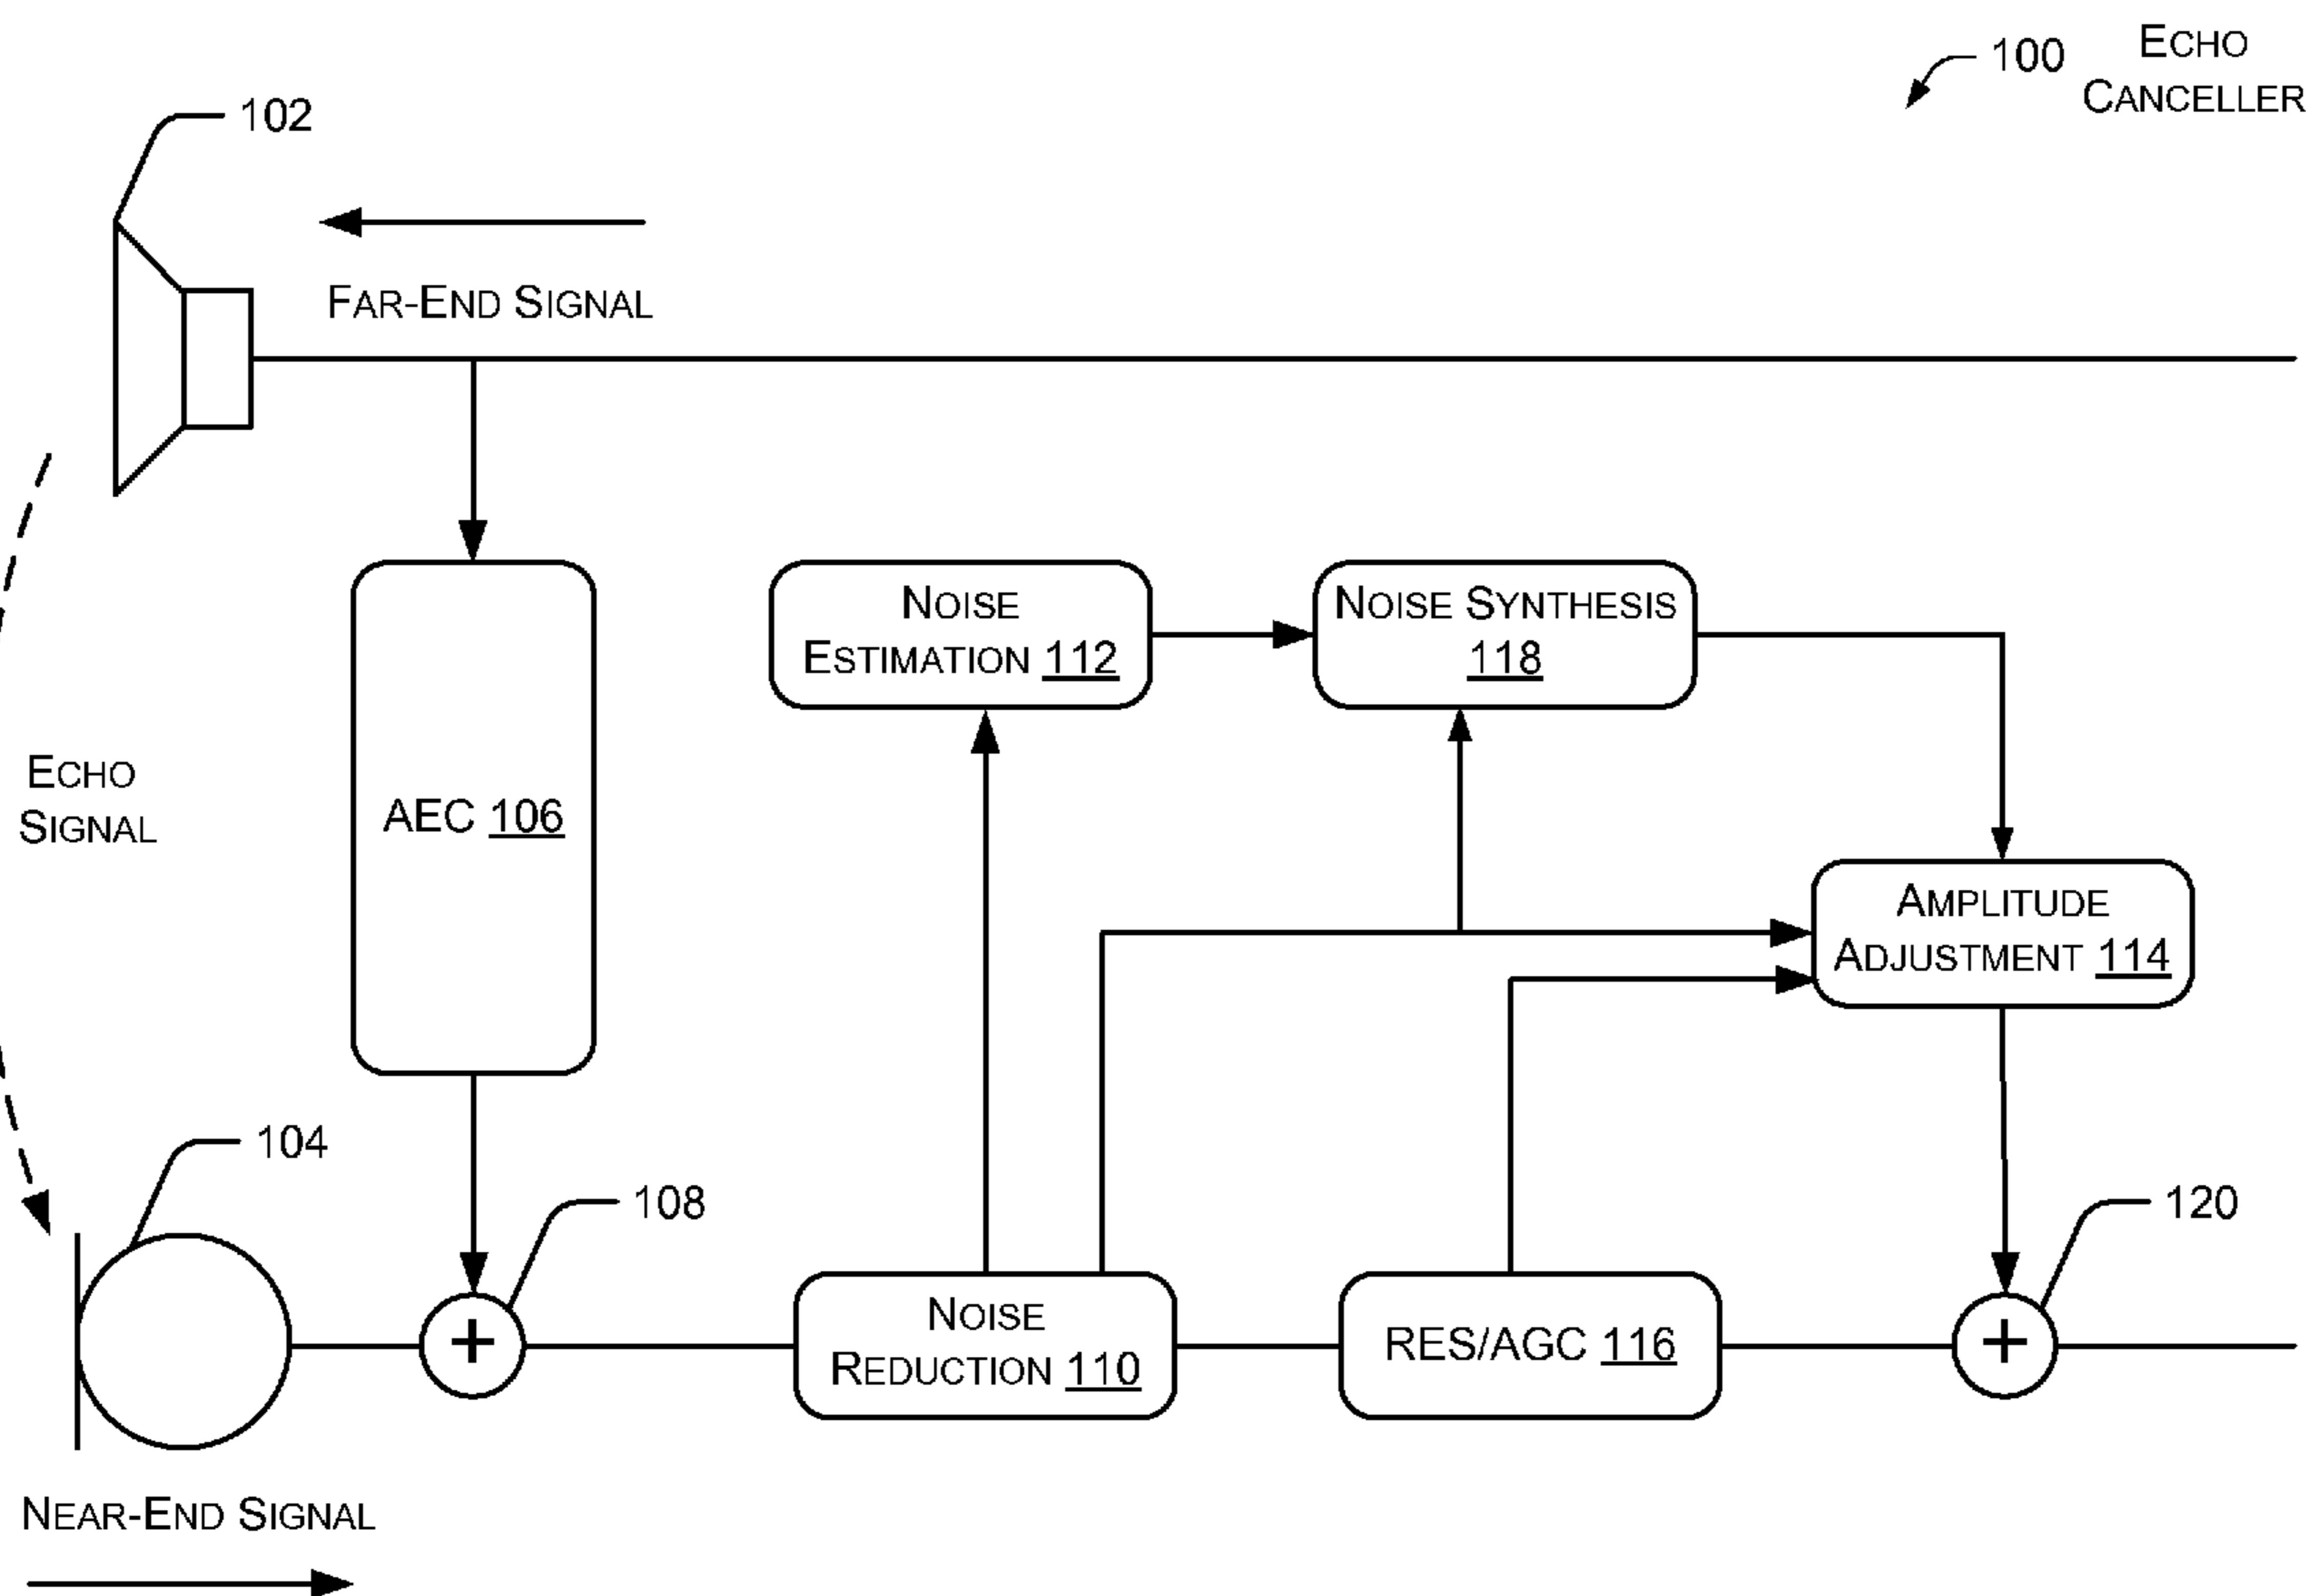 100 ECHO
CANCELLER
102
FAR-END SIGNAL
NOISE
ESTIMATION 112
NOISE SYNTHESIS
118
ECHO
SIGNAL
AEC 106
AMPLITUDE
ADJUSTMENT 114
104
108
120
+
NOISE
REDUCTION 110
RES/AGC 116
+
NEAR-END SIGNAL